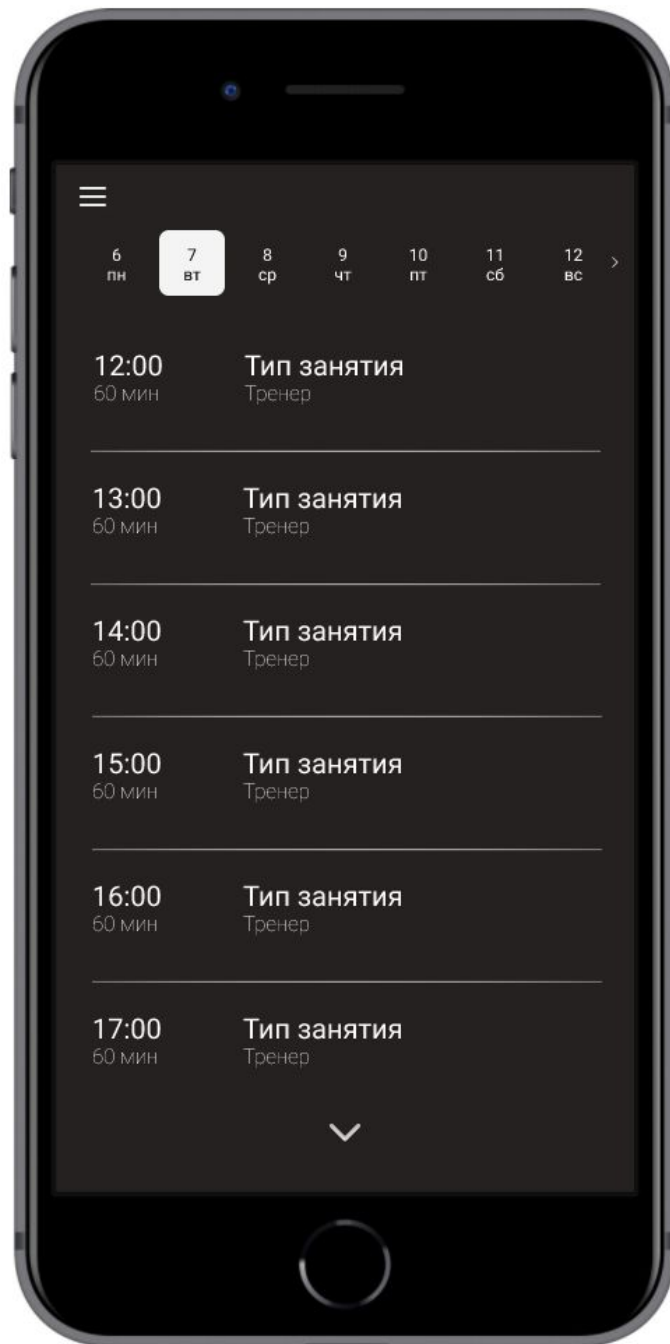 6 7 8 9 10 11 12
пн вт ср чт пт сб вс
12:00 Тип занятия
60 мин Тренер
13:00 Тип занятия
60 мин Тренер
14:00 Тип занятия
60 мин Тренер
15:00 Тип занятия
60 мин Тренер
16:00 Тип занятия
60 мин Тренер
17:00 Тип занятия
60 мин Тренер